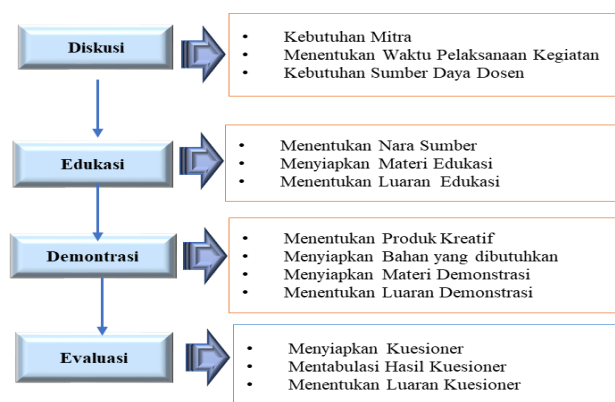 Diskusi
• Kebutuhan Mitra
• Menentukan Waktu Pelaksanaan Kegiatan
• Kebutuhan Sumber Daya Dosen
Edukasi
• Menentukan Nara Sumber
• Menyiapkan Materi Edukasi
• Menentukan Luaran Edukasi
Demontrasi
• Menentukan Produk Kreatif
• Menyiapkan Bahan yang dibutuhkan
• Menyiapkan Materi Demonstrasi
• Menentukan Luaran Demonstrasi
Evaluasi
• Menyiapkan Kuesioner
• Mentabulasi Hasil Kuesioner
• Menentukan Luaran Kuesioner